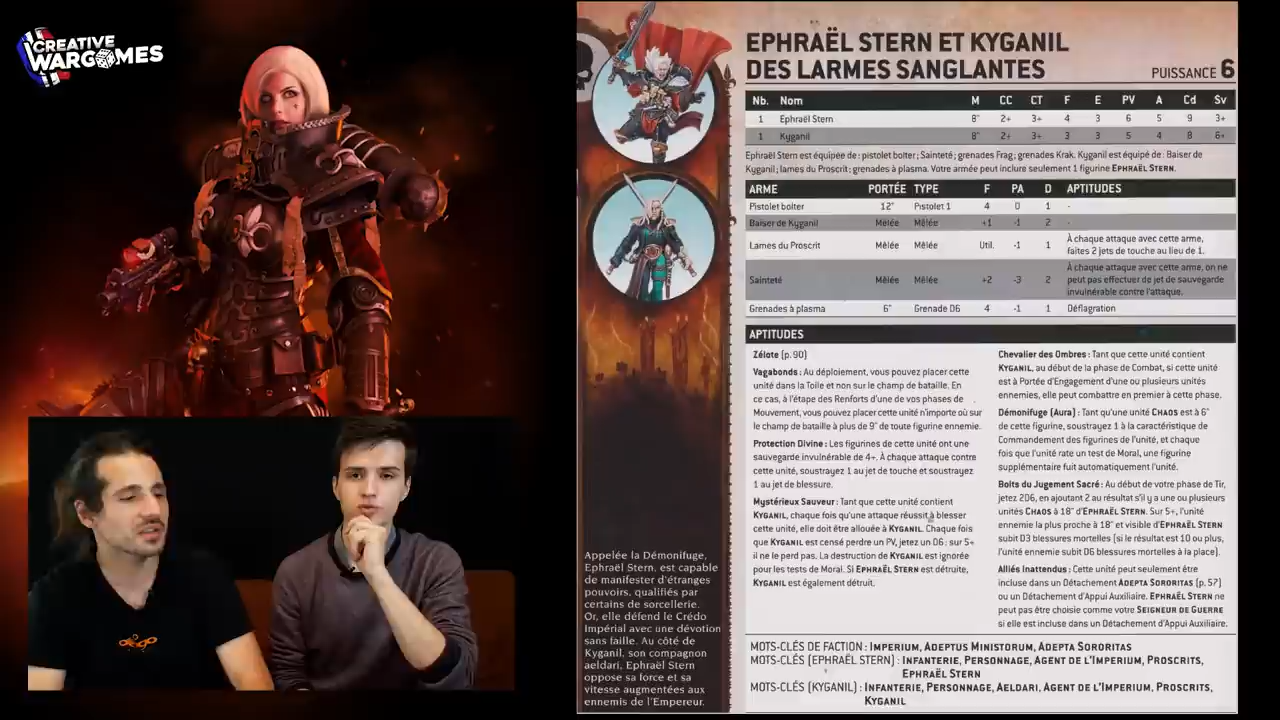 CREATIVE
WARGOMES
EPHRAËL STERN ET KYGANIL
DES LARMES SANGLANTES
PUISSANCE 6
Nb. Nom M CC CT F E PV A Cd Sv
1 Ephraël Stern 8" 2+ 3+ 4 3 6 5 9 3+
1 Kyganil 8" 2+ 3+ 3 3 5 4 8 6+
Ephraël Stern est équipée de : pistolet bolter ; Sainteté ; grenades Frag ; grenades Krak. Kyganil est équipé de : Baiser de
Kyganil ; lames du Proscrit ; grenades à plasma. Votre armée peut inclure seulement 1 figurine EPHRAËL STERN.
ARME PORTÉE TYPE F PA D APTITUDES
Pistolet bolter 12" Pistolet 1 4 0 1 -
Baiser de Kyganil Mêlée Mêlée +1 -1 2 -
Lames du Proscrit Mêlée Mêlée Util. -1 1 À chaque attaque avec cette arme,
faites 2 jets de touche au lieu de 1.
Sainteté Mêlée Mêlée +2 -3 2 À chaque attaque avec cette arme, on ne
peut pas effectuer de jet de sauvegarde
invulnérable contre l'attaque.
Grenades à plasma 6" Grenade D6 4 -1 1 Déflagration
APTITUDES
Zélote (p. 90)
Vagabonds : Au déploiement, vous pouvez placer cette
unité dans la Toile et non sur le champ de bataille. En
ce cas, à l'étape des Renforts d'une de vos phases de
Mouvement, vous pouvez placer cette unité n'importe où sur
le champ de bataille à plus de 9" de toute figurine ennemie.
Protection Divine : Les figurines de cette unité ont une
sauvegarde invulnérable de 4+. À chaque attaque contre
cette unité, soustrayez 1 au jet de touche et soustrayez
1 au jet de blessure.
Mystérieux Sauveur : Tant que cette unité contient
KYGANIL, chaque fois qu'une attaque réussit à blesser
cette unité, elle doit être allouée à KYGANIL. Chaque fois
que KYGANIL est censé perdre un PV, jetez un D6 : sur 5+
il ne le perd pas. La destruction de KYGANIL est ignorée
pour les tests de Moral. Si EPHRAËL STERN est détruite,
KYGANIL est également détruit.
Chevalier des Ombres : Tant que cette unité contient
KYGANIL, au début de la phase de Combat, si cette unité
est à Portée d'Engagement d'une ou plusieurs unités
ennemies, elle peut combattre en premier à cette phase.
Démonifuge (Aura) : Tant qu'une unité CHAOS est à 6"
de cette figurine, soustrayez 1 à la caractéristique de
Commandement des figurines de l'unité, et chaque
fois que l'unité rate un test de Moral, une figurine
supplémentaire fuit automatiquement l'unité.
Bolts du Jugement Sacré : Au début de votre phase de Tir,
jetez 2D6, en ajoutant 2 au résultat s'il y a une ou plusieurs
unités CHAOS à 18" d'EPHRAËL STERN. Sur 5+, l'unité
ennemie la plus proche à 18" et visible d'EPHRAËL STERN
subit D3 blessures mortelles (si le résultat est 10 ou plus,
l'unité ennemie subit D6 blessures mortelles à la place).
Alliés Inattendus : Cette unité peut seulement être
incluse dans un Détachement ADEPTA SORORITAS (p. 57)
ou un Détachement d'Appui Auxiliaire. EPHRAËL STERN ne
peut pas être choisie comme votre SEIGNEUR DE GUERRE
si elle est incluse dans un Détachement d'Appui Auxiliaire.
Appelée la Démonifuge,
Ephraël Stern, est capable
de manifester d'étranges
pouvoirs, qualifiés par
certains de sorcellerie.
Or, elle défend le Crédo
Impérial avec une dévotion
sans faille. Au côté de
Kyganil, son compagnon
aeldari, Ephraël Stern
oppose sa force et sa
vitesse augmentées aux
ennemis de l'Empereur.
MOTS-CLÉS DE FACTION : IMPERIUM, ADEPTUS MINISTORUM, ADEPTA SORORITAS
MOTS-CLÉS (EPHRAËL STERN) : INFANTERIE, PERSONNAGE, AGENT DE L'IMPERIUM, PROSCRITS,
EPHRAËL STERN
MOTS-CLÉS (KYGANIL) : INFANTERIE, PERSONNAGE, AELDARI, AGENT DE L'IMPERIUM, PROSCRITS,
KYGANIL